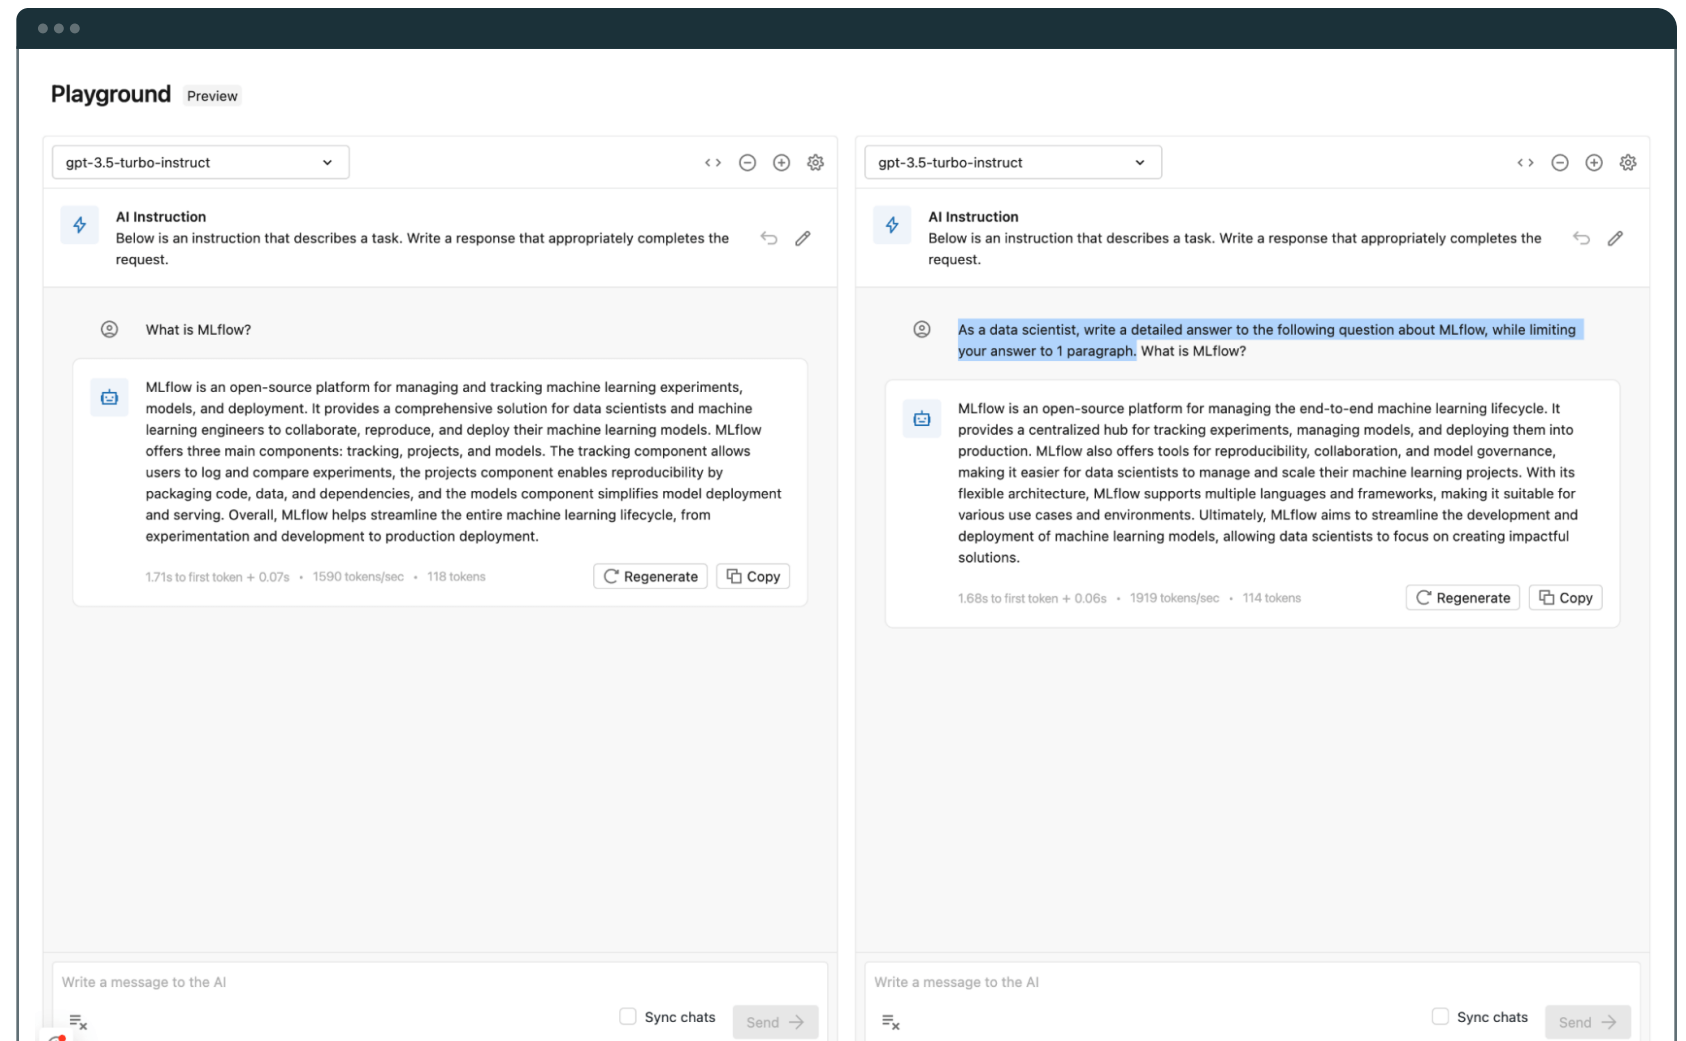 Playground Preview
gpt-3.5-turbo-instruct
AI Instruction
Below is an instruction that describes a task. Write a response that appropriately completes the
request.
What is MLflow?
MLflow is an open-source platform for managing and tracking machine learning experiments,
models, and deployment. It provides a comprehensive solution for data scientists and machine
learning engineers to collaborate, reproduce, and deploy their machine learning models. MLflow
offers three main components: tracking, projects, and models. The tracking component allows
users to log and compare experiments, the projects component enables reproducibility by
packaging code, data, and dependencies, and the models component simplifies model deployment
and serving. Overall, MLflow helps streamline the entire machine learning lifecycle, from
experimentation and development to production deployment.
1.71s to first token + 0.07s • 1590 tokens/sec • 118 tokens Regenerate Copy
Write a message to the AI
Sync chats Send
gpt-3.5-turbo-instruct
AI Instruction
Below is an instruction that describes a task. Write a response that appropriately completes the
request.
As a data scientist, write a detailed answer to the following question about MLflow, while limiting
your answer to 1 paragraph. What is MLflow?
MLflow is an open-source platform for managing the end-to-end machine learning lifecycle. It
provides a centralized hub for tracking experiments, managing models, and deploying them into
production. MLflow also offers tools for reproducibility, collaboration, and model governance,
making it easier for data scientists to manage and scale their machine learning projects. With its
flexible architecture, MLflow supports multiple languages and frameworks, making it suitable for
various use cases and environments. Ultimately, MLflow aims to streamline the development and
deployment of machine learning models, allowing data scientists to focus on creating impactful
solutions.
1.68s to first token + 0.06s • 1919 tokens/sec • 114 tokens Regenerate Copy
Write a message to the AI
Sync chats Send